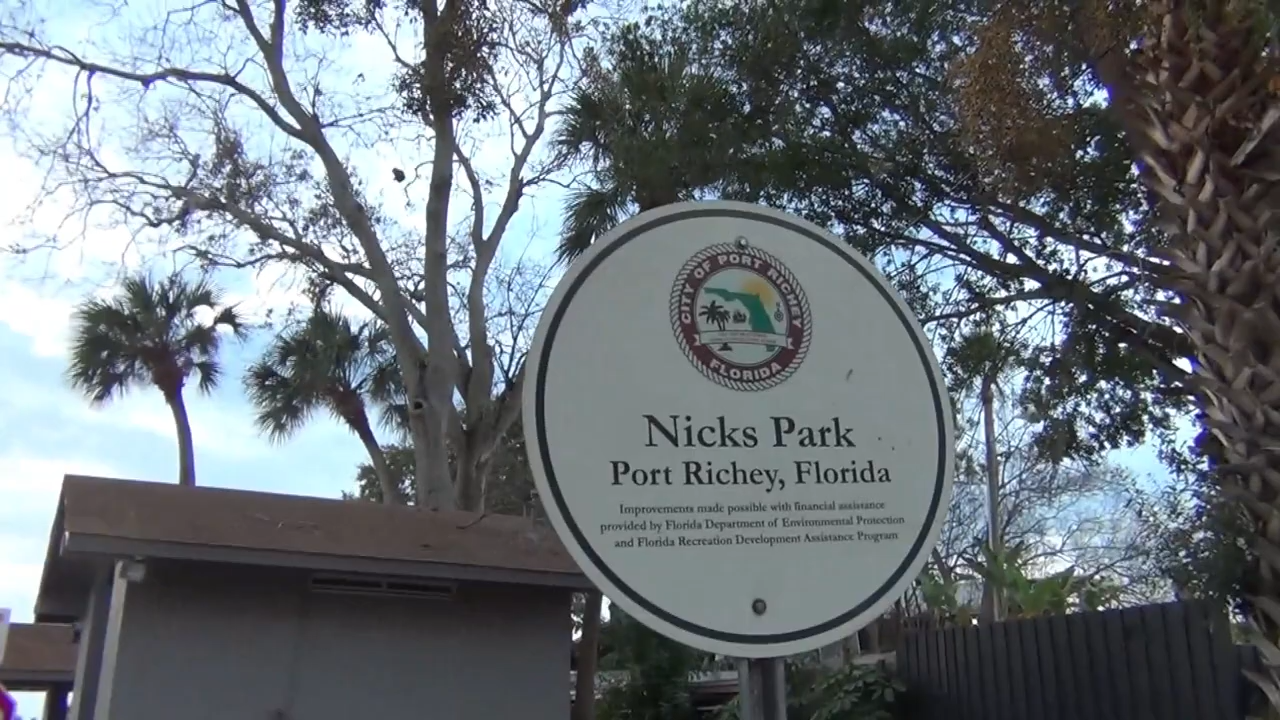 CITY OF PORT RICHEY
FLORIDA
Nicks Park
Port Richey, Florida
Improvements made possible with financial assistance
provided by Florida Department of Environmental Protection
and Florida Recreation Development Assistance Program